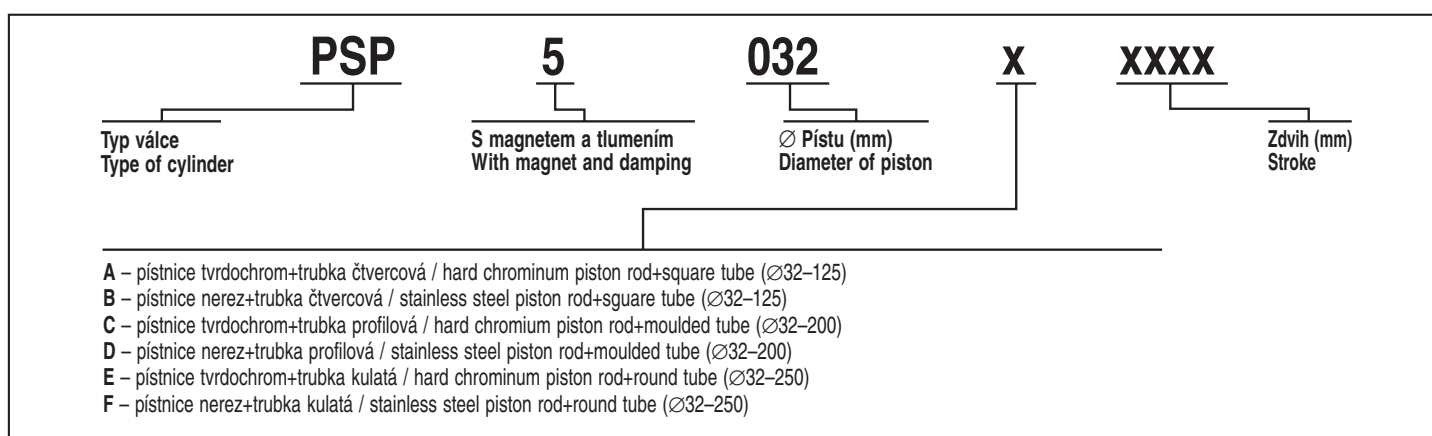 PSP 5 032 x xxxx
Typ válce
Type of cylinder
S magnetem a tlumením
With magnet and damping
∅ Pístu (mm)
Diameter of piston
Zdvih (mm)
Stroke
A – pístnice tvrdochrom+trubka čtvercová / hard chrominum piston rod+square tube (∅32–125)
B – pístnice nerez+trubka čtvercová / stainless steel piston rod+sguare tube (∅32–125)
C – pístnice tvrdochrom+trubka profilová / hard chromium piston rod+moulded tube (∅32–200)
D – pístnice nerez+trubka profilová / stainless steel piston rod+moulded tube (∅32–200)
E – pístnice tvrdochrom+trubka kulatá / hard chrominum piston rod+round tube (∅32–250)
F – pístnice nerez+trubka kulatá / stainless steel piston rod+round tube (∅32–250)